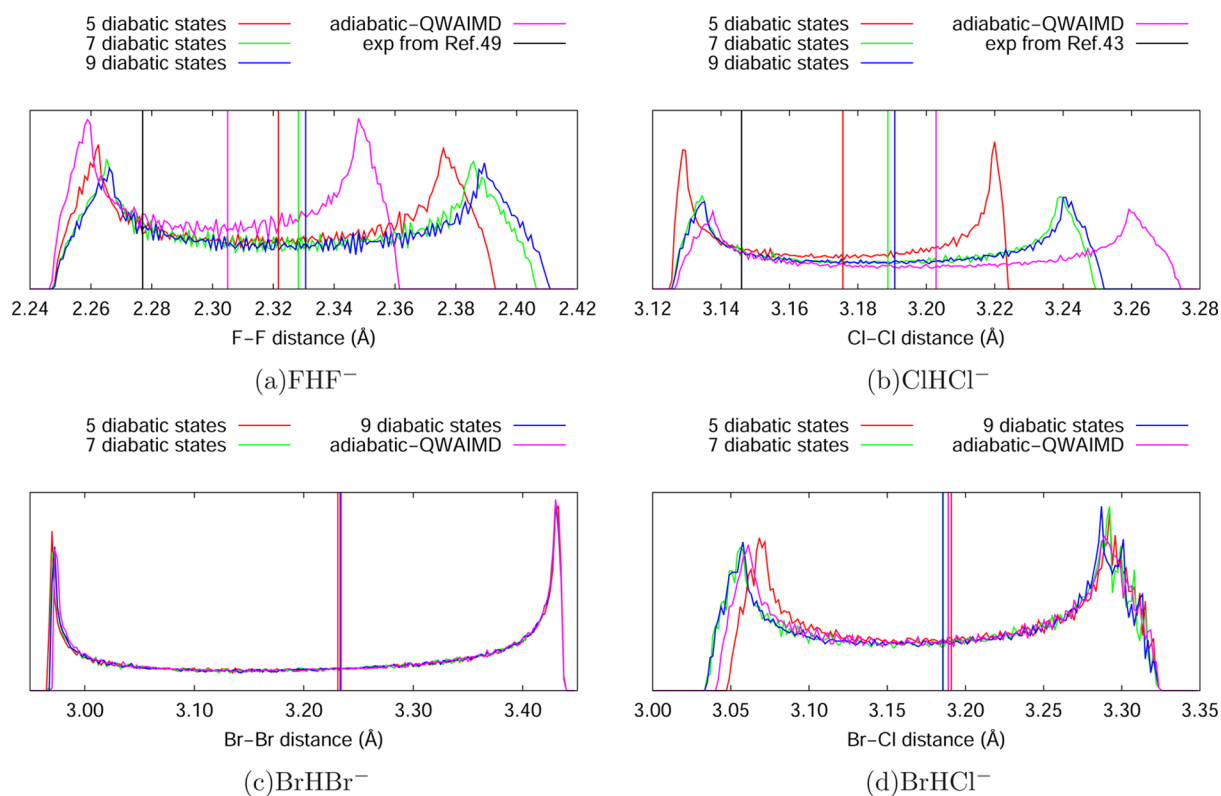 5 diabatic states
7 diabatic states
9 diabatic states
adiabatic−QWAIMD
exp from Ref.49
2.24 2.26 2.28 2.30 2.32 2.34 2.36 2.38 2.40 2.42
F−F distance (Å)
(a)FHF−
5 diabatic states
7 diabatic states
9 diabatic states
adiabatic−QWAIMD
exp from Ref.43
3.12 3.14 3.16 3.18 3.20 3.22 3.24 3.26 3.28
Cl−Cl distance (Å)
(b)ClHCl−
5 diabatic states
7 diabatic states
9 diabatic states
adiabatic−QWAIMD
3.00 3.10 3.20 3.30 3.40
Br−Br distance (Å)
(c)BrHBr−
5 diabatic states
7 diabatic states
9 diabatic states
adiabatic−QWAIMD
3.00 3.05 3.10 3.15 3.20 3.25 3.30 3.35
Br−Cl distance (Å)
(d)BrHCl−